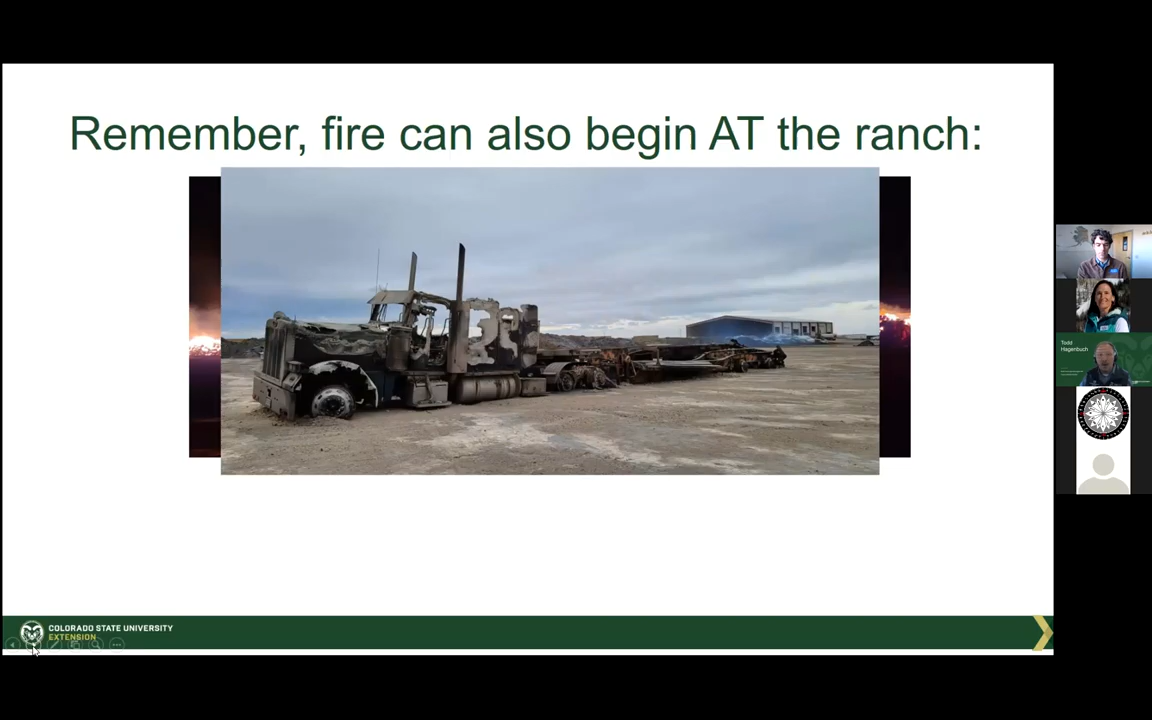 Remember, fire can also begin AT the ranch:
Todd
Hagenbuch
COLORADO STATE UNIVERSITY
EXTENSION